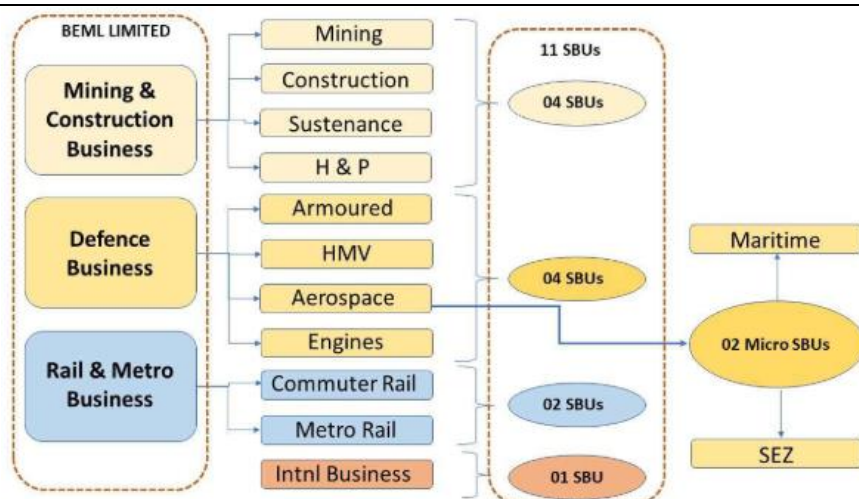 BEML LIMITED
Mining &
Construction
Business
Defence
Business
Rail & Metro
Business
Mining
Construction
Sustenance
H & P
Armoured
HMV
Aerospace
Engines
Commuter Rail
Metro Rail
Intnl Business
11 SBUs
04 SBUs
04 SBUs
02 SBUs
01 SBU
Maritime
02 Micro SBUs
SEZ